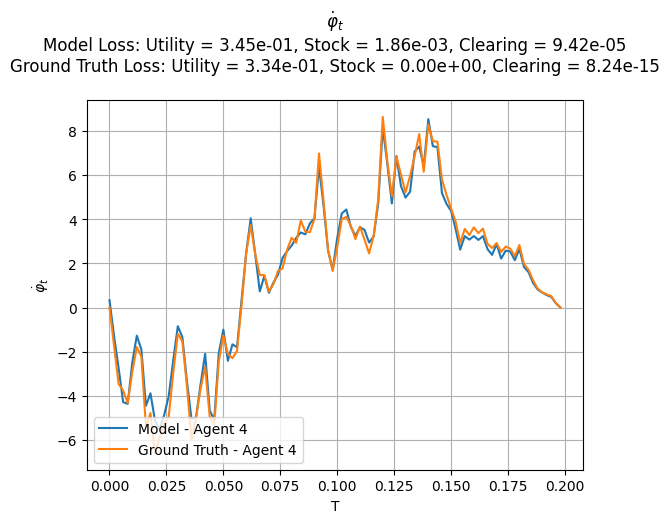 φ̇ₜ
Model Loss: Utility = 3.45e-01, Stock = 1.86e-03, Clearing = 9.42e-05
Ground Truth Loss: Utility = 3.34e-01, Stock = 0.00e+00, Clearing = 8.24e-15
8
6
4
2
0
−2
−4
−6
φ̇ₜ
Model - Agent 4
Ground Truth - Agent 4
0.000 0.025 0.050 0.075 0.100 0.125 0.150 0.175 0.200
T